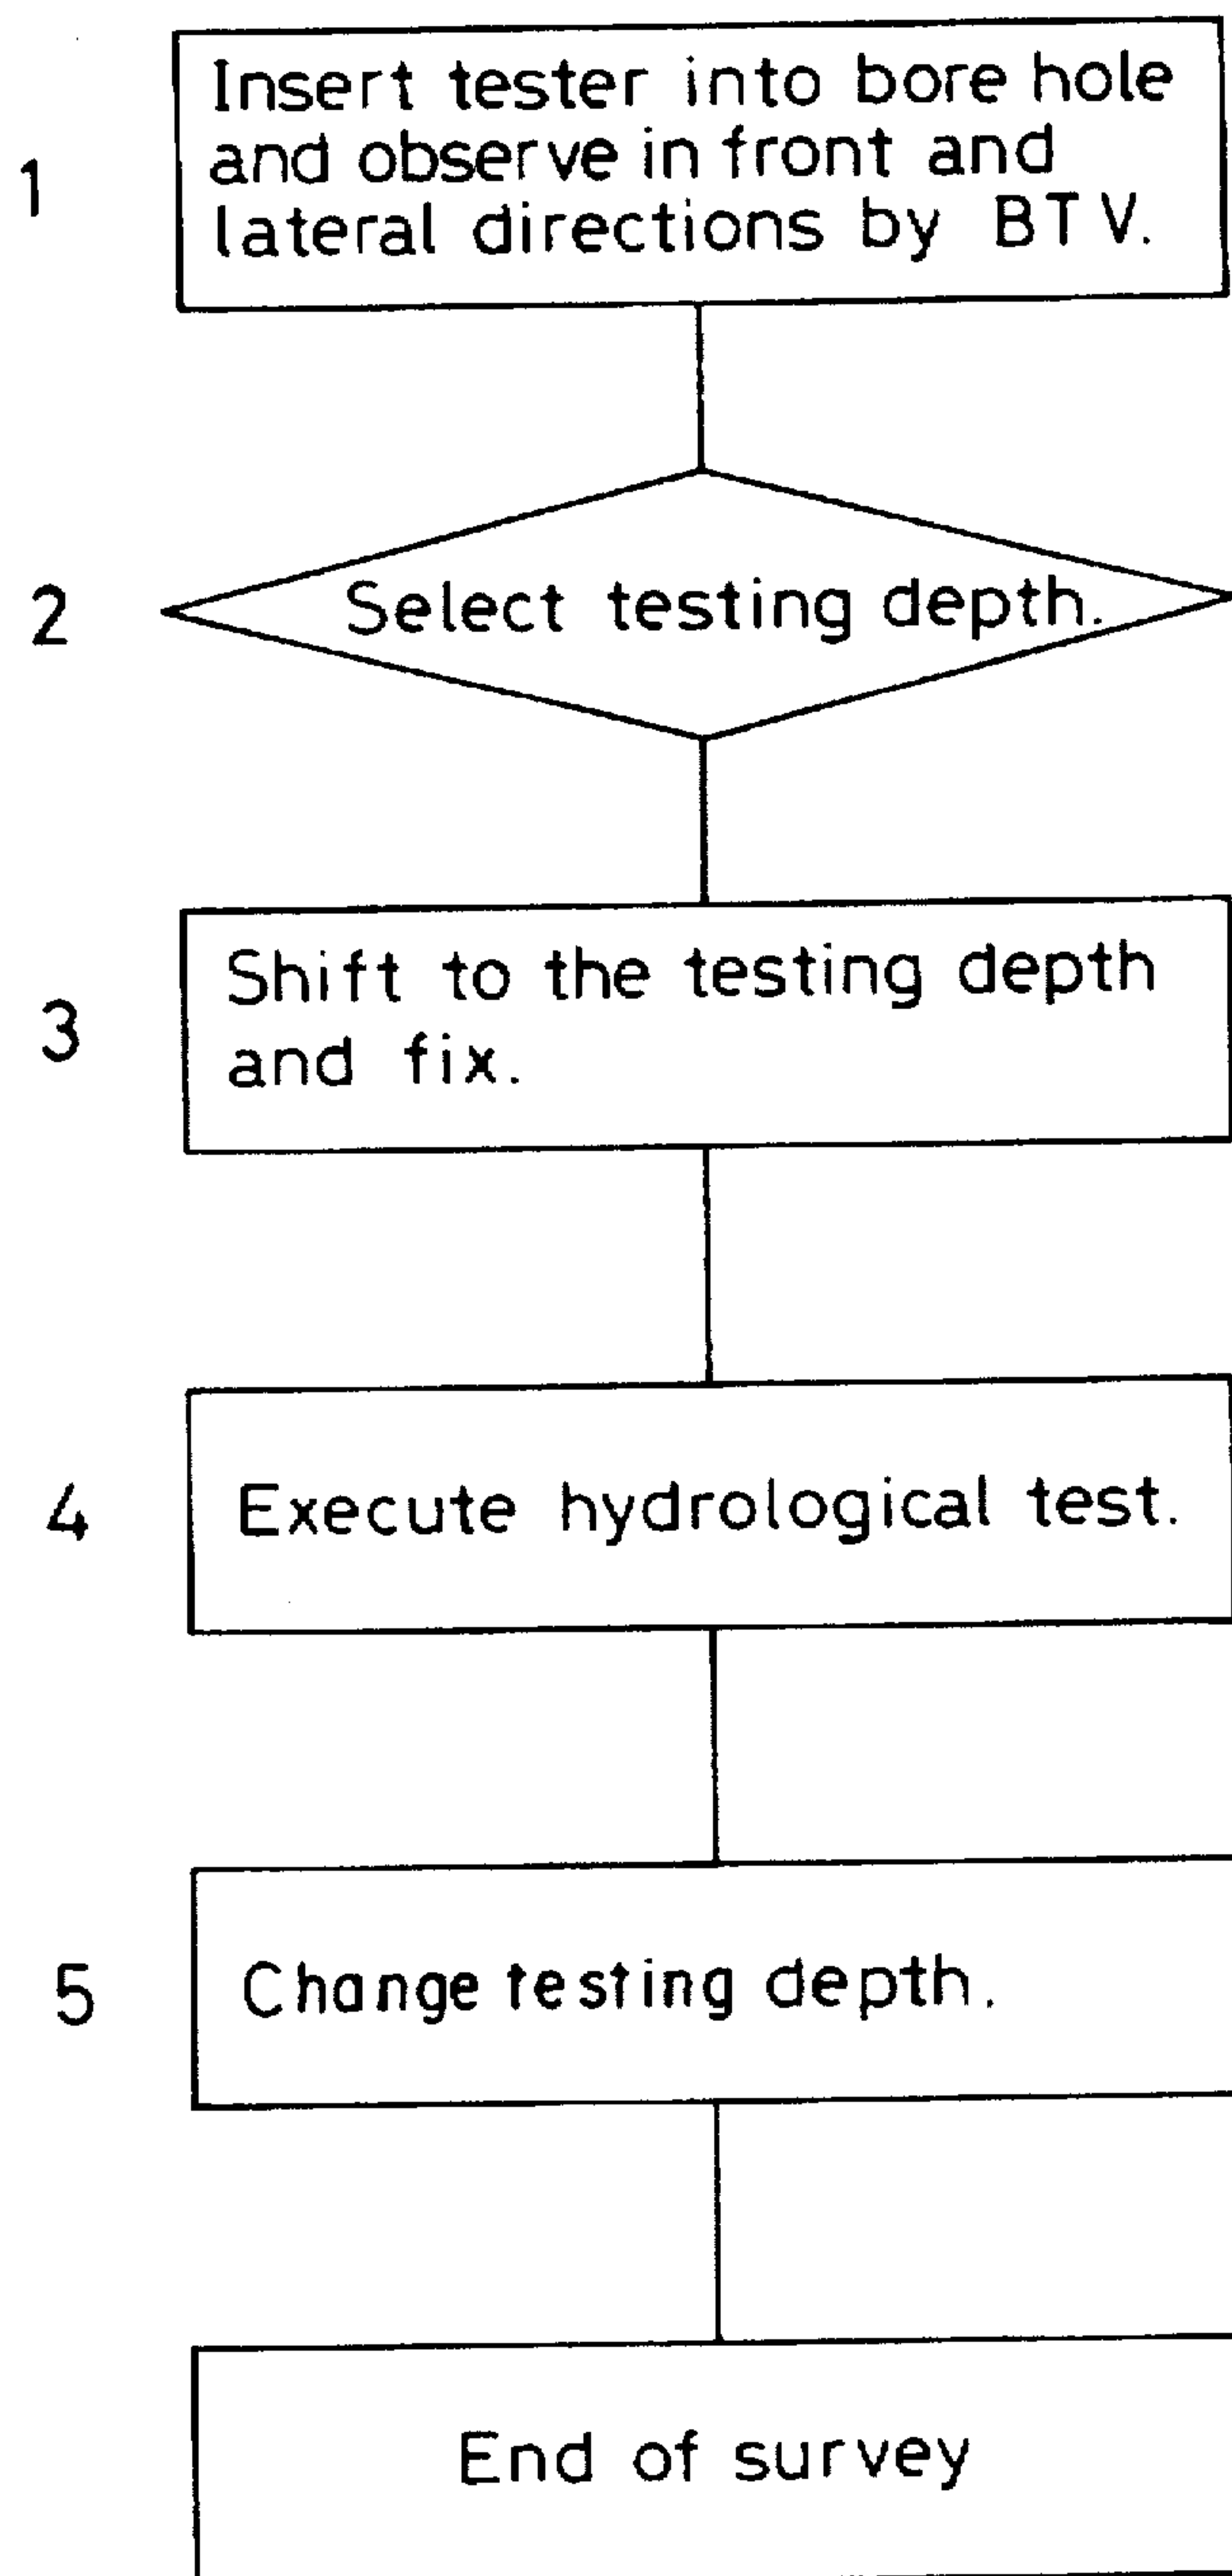 1
Insert tester into bore hole
and observe in front and
lateral directions by BTV.
2
Select testing depth.
3
Shift to the testing depth
and fix.
4
Execute hydrological test.
5
Change testing depth.
End of survey